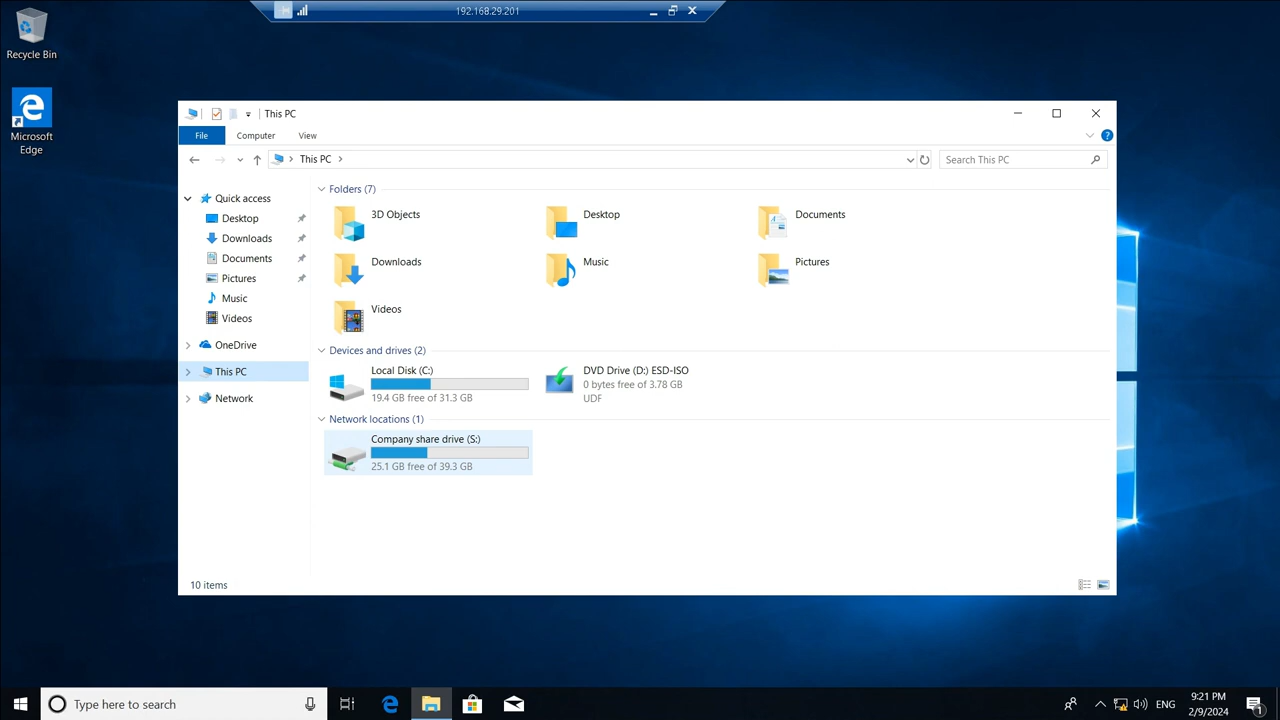 192.168.29.201
Recycle Bin
Microsoft
Edge
This PC
File Computer View
This PC
Search This PC
Quick access
Desktop
Downloads
Documents
Pictures
Music
Videos
OneDrive
This PC
Network
Folders (7)
3D Objects
Desktop
Documents
Downloads
Music
Pictures
Videos
Devices and drives (2)
Local Disk (C:)
19.4 GB free of 31.3 GB
DVD Drive (D:) ESD-ISO
0 bytes free of 3.78 GB
UDF
Network locations (1)
Company share drive (S:)
25.1 GB free of 39.3 GB
10 items
Type here to search
ENG
9:21 PM
2/9/2024
1